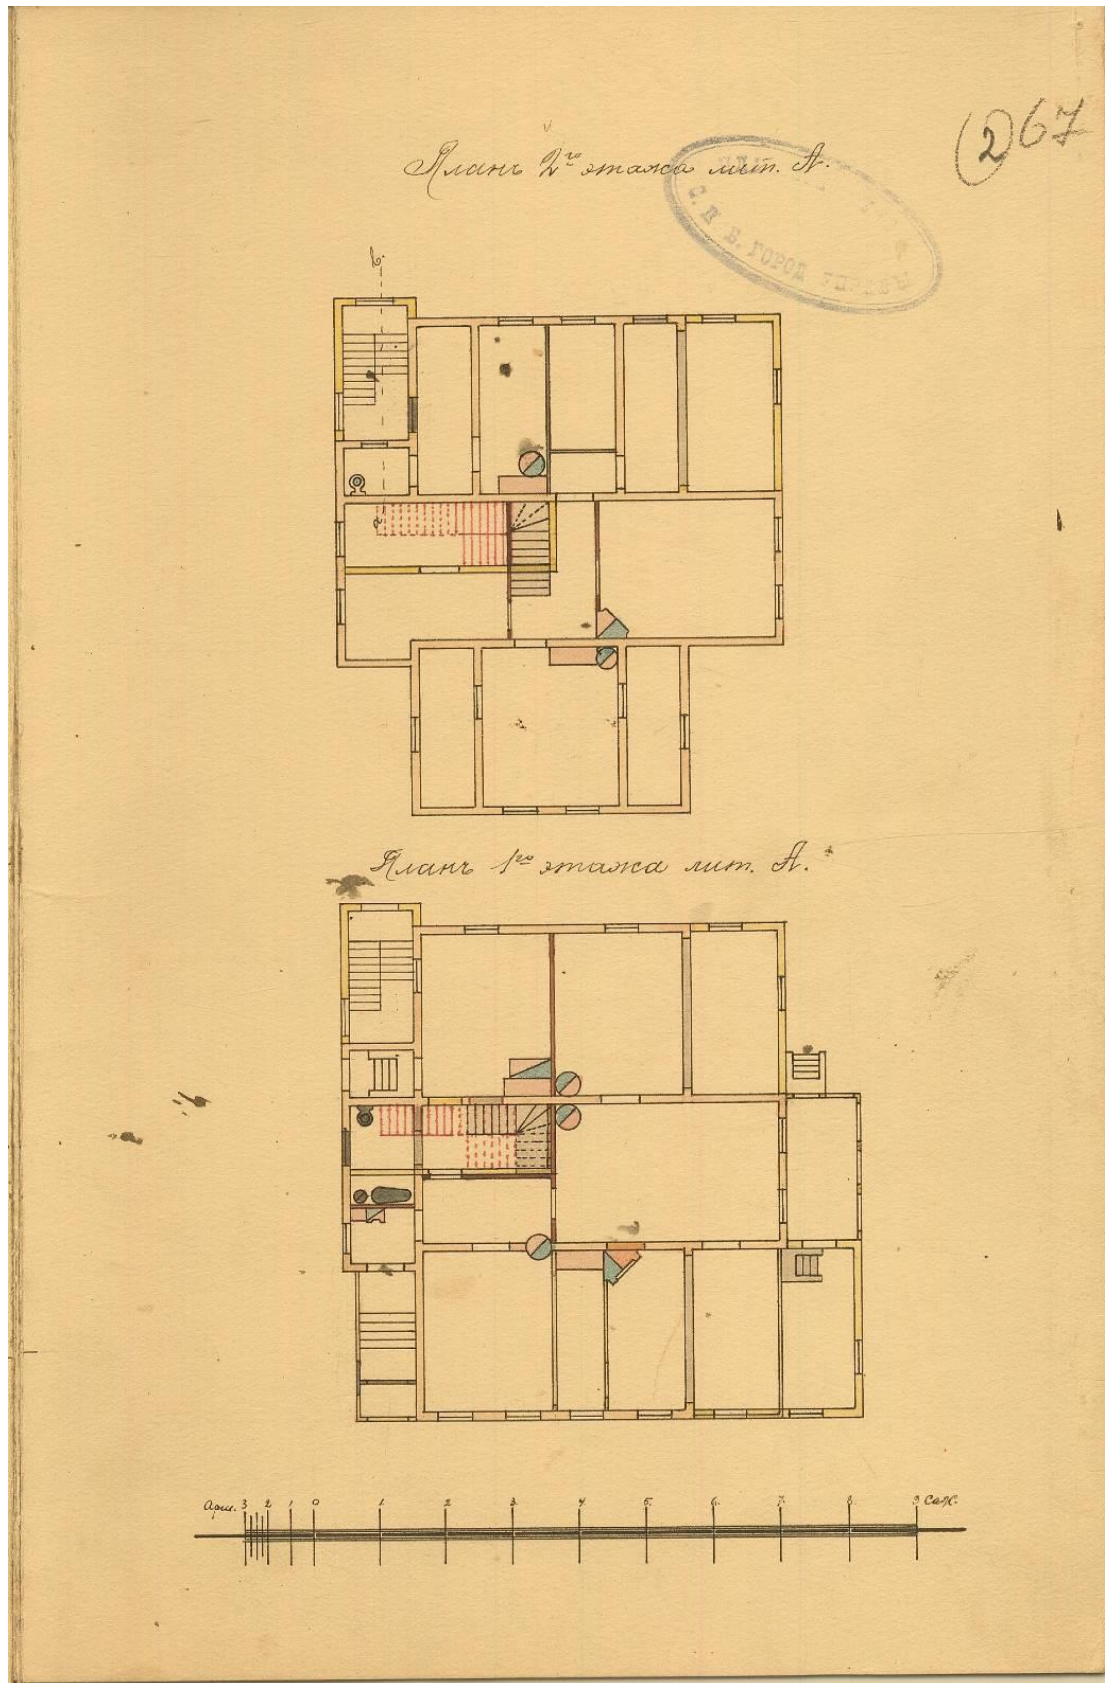 267
Планъ 2го этажа лит. А.
С. П. Б. ГОРОД
b.
a
Планъ 1го этажа лит. А.
Арш. 3 2 1 0 1 2 3. 4. 5. 6. 7. 8. 9 Саж.